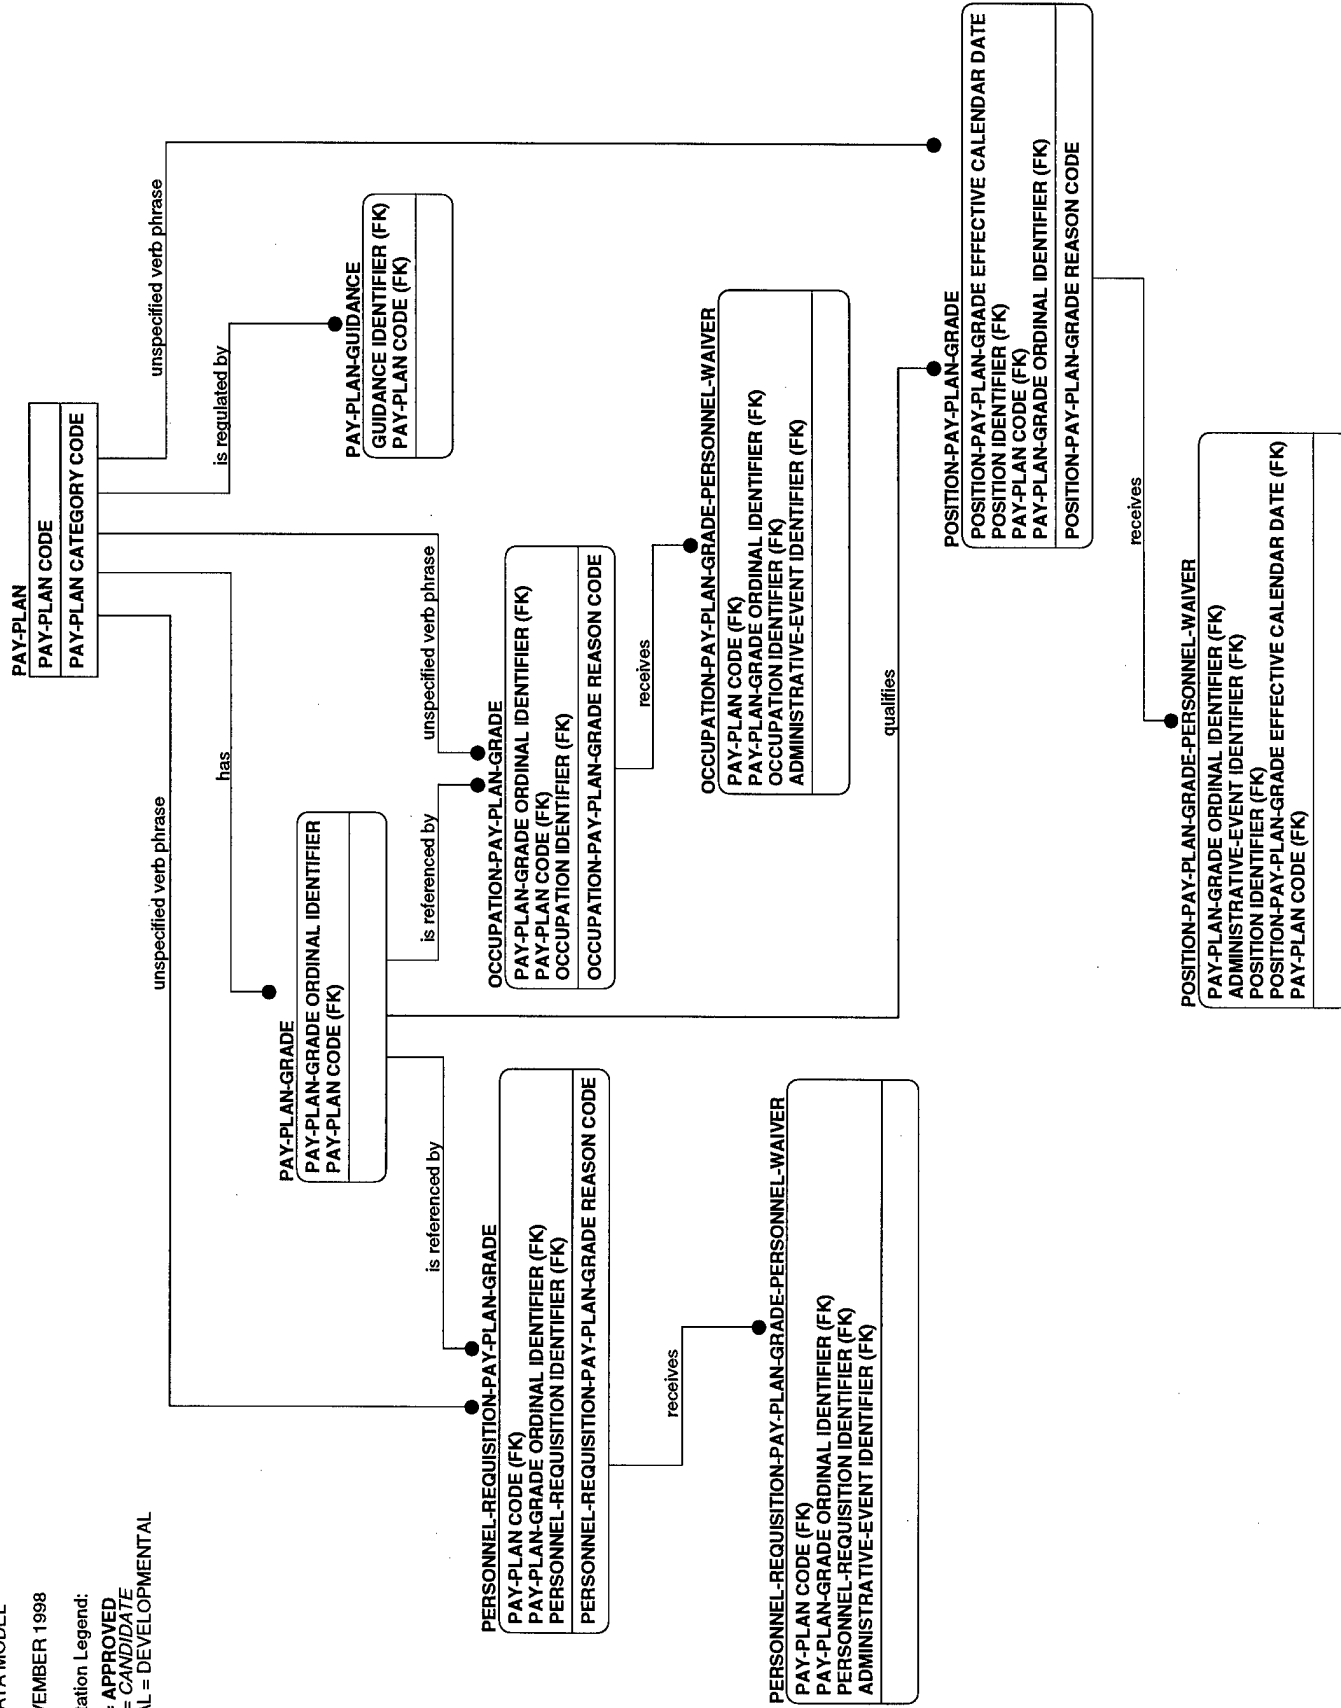 ATA MODEL
VEMBER 1998
tation Legend:
= APPROVED
= CANDIDATE
AL = DEVELOPMENTAL
PAY-PLAN
PAY-PLAN CODE
PAY-PLAN CATEGORY CODE
unspecified verb phrase
has
unspecified verb phrase
is regulated by
unspecified verb phrase
PAY-PLAN-GRADE
PAY-PLAN-GRADE ORDINAL IDENTIFIER
PAY-PLAN CODE (FK)
PAY-PLAN-GUIDANCE
GUIDANCE IDENTIFIER (FK)
PAY-PLAN CODE (FK)
is referenced by
is referenced by
PERSONNEL-REQUISITION-PAY-PLAN-GRADE
PAY-PLAN CODE (FK)
PAY-PLAN-GRADE ORDINAL IDENTIFIER (FK)
PERSONNEL-REQUISITION IDENTIFIER (FK)
PERSONNEL-REQUISITION-PAY-PLAN-GRADE REASON CODE
OCCUPATION-PAY-PLAN-GRADE
PAY-PLAN-GRADE ORDINAL IDENTIFIER (FK)
PAY-PLAN CODE (FK)
OCCUPATION IDENTIFIER (FK)
OCCUPATION-PAY-PLAN-GRADE REASON CODE
receives
receives
PERSONNEL-REQUISITION-PAY-PLAN-GRADE-PERSONNEL-WAIVER
PAY-PLAN CODE (FK)
PAY-PLAN-GRADE ORDINAL IDENTIFIER (FK)
PERSONNEL-REQUISITION IDENTIFIER (FK)
ADMINISTRATIVE-EVENT IDENTIFIER (FK)
OCCUPATION-PAY-PLAN-GRADE-PERSONNEL-WAIVER
PAY-PLAN CODE (FK)
PAY-PLAN-GRADE ORDINAL IDENTIFIER (FK)
OCCUPATION IDENTIFIER (FK)
ADMINISTRATIVE-EVENT IDENTIFIER (FK)
qualifies
POSITION-PAY-PLAN-GRADE
POSITION-PAY-PLAN-GRADE EFFECTIVE CALENDAR DATE
POSITION IDENTIFIER (FK)
PAY-PLAN CODE (FK)
PAY-PLAN-GRADE ORDINAL IDENTIFIER (FK)
POSITION-PAY-PLAN-GRADE REASON CODE
receives
POSITION-PAY-PLAN-GRADE-PERSONNEL-WAIVER
PAY-PLAN-GRADE ORDINAL IDENTIFIER (FK)
ADMINISTRATIVE-EVENT IDENTIFIER (FK)
POSITION IDENTIFIER (FK)
POSITION-PAY-PLAN-GRADE EFFECTIVE CALENDAR DATE (FK)
PAY-PLAN CODE (FK)